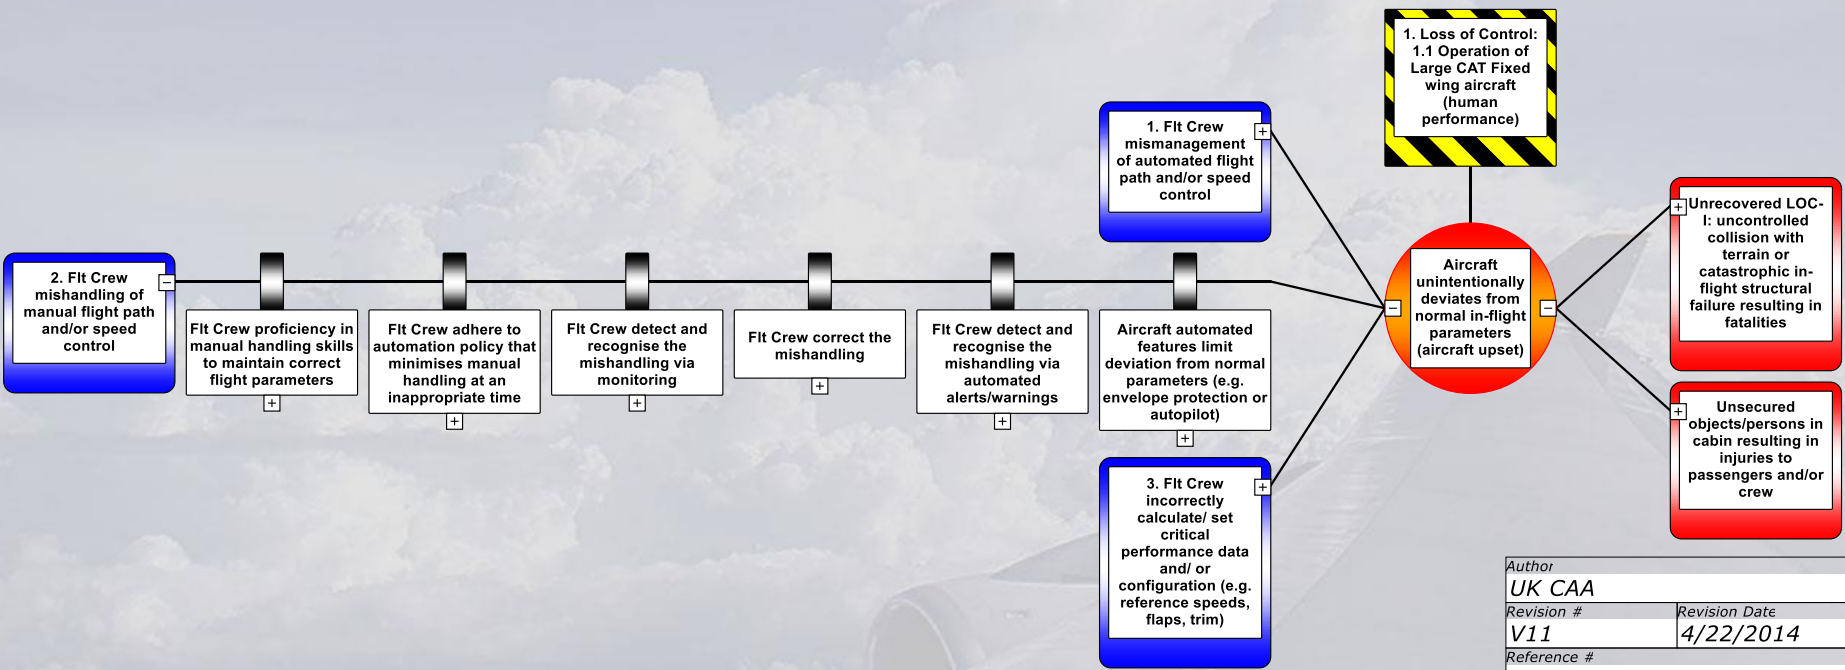 1. Loss of Control:
1.1 Operation of
Large CAT Fixed
wing aircraft
(human
performance)
1. Flt Crew
mismanagement
of automated flight
path and/or speed
control
2. Flt Crew
mishandling of
manual flight path
and/or speed
control
Flt Crew proficiency in
manual handling skills
to maintain correct
flight parameters
Flt Crew adhere to
automation policy that
minimises manual
handling at an
inappropriate time
Flt Crew detect and
recognise the
mishandling via
monitoring
Flt Crew correct the
mishandling
Flt Crew detect and
recognise the
mishandling via
automated
alerts/warnings
Aircraft automated
features limit
deviation from normal
parameters (e.g.
envelope protection or
autopilot)
3. Flt Crew
incorrectly
calculate/ set
critical
performance data
and/ or
configuration (e.g.
reference speeds,
flaps, trim)
Aircraft
unintentionally
deviates from
normal in-flight
parameters
(aircraft upset)
Unrecovered LOC-
I: uncontrolled
collision with
terrain or
catastrophic in-
flight structural
failure resulting in
fatalities
Unsecured
objects/persons in
cabin resulting in
injuries to
passengers and/or
crew
Author
UK CAA
Revision # Revision Date
V11 4/22/2014
Reference #